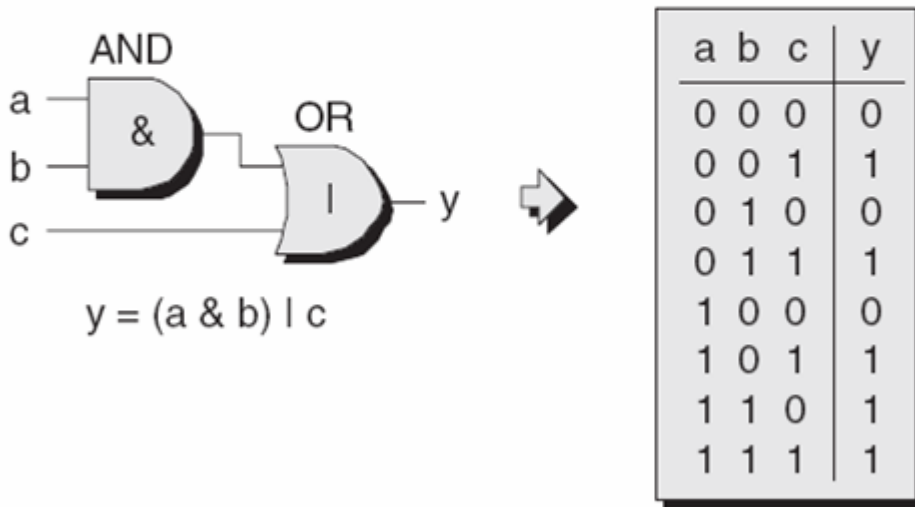 AND
a
&
OR
b
|
y
c
y = (a & b) | c
a b c y
0 0 0 0
0 0 1 1
0 1 0 0
0 1 1 1
1 0 0 0
1 0 1 1
1 1 0 1
1 1 1 1